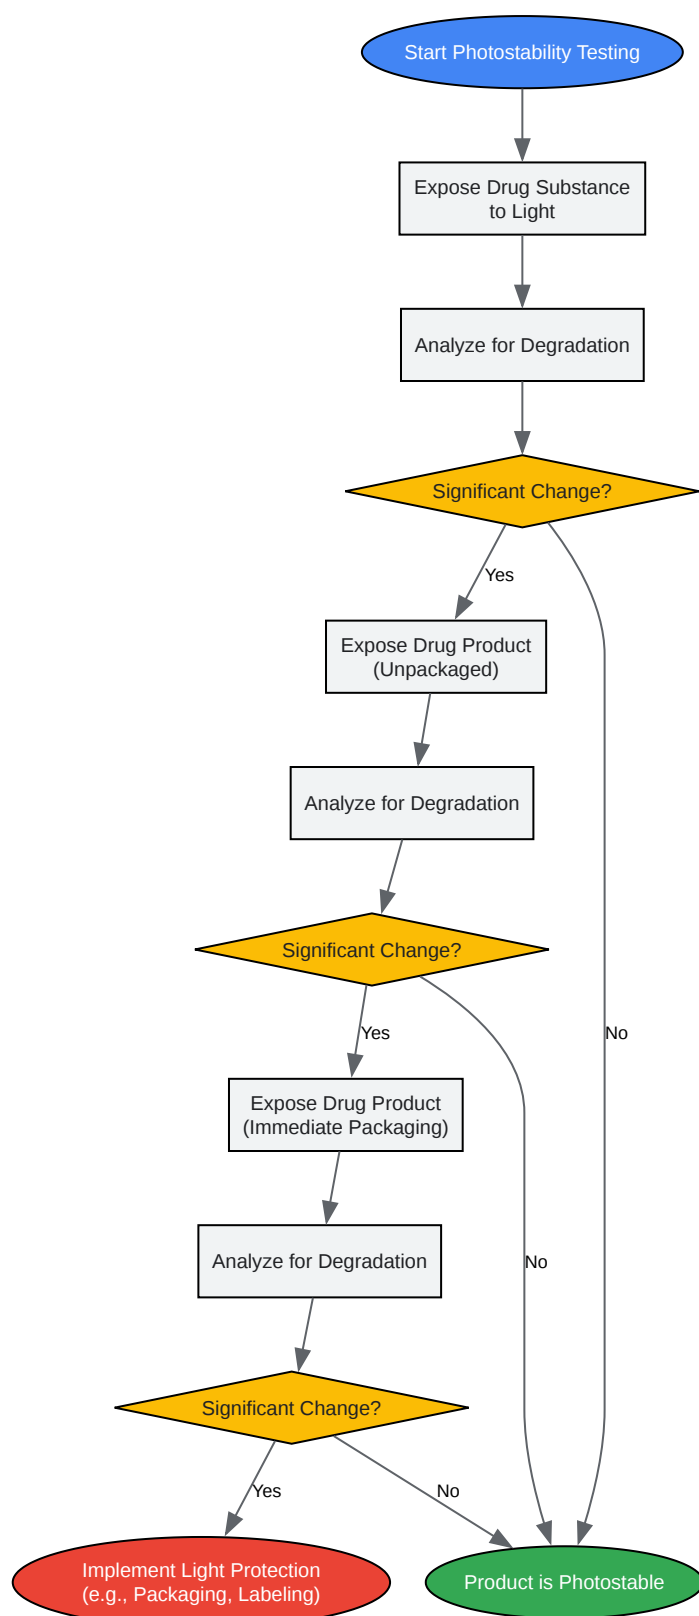 Start Photostability Testing
Expose Drug Substance
to Light
Analyze for Degradation
Significant Change?
Yes
Expose Drug Product
(Unpackaged)
Analyze for Degradation
Significant Change?
Yes
No
Expose Drug Product
(Immediate Packaging)
Analyze for Degradation
No
Significant Change?
Yes
No
Implement Light Protection
(e.g., Packaging, Labeling)
Product is Photostable